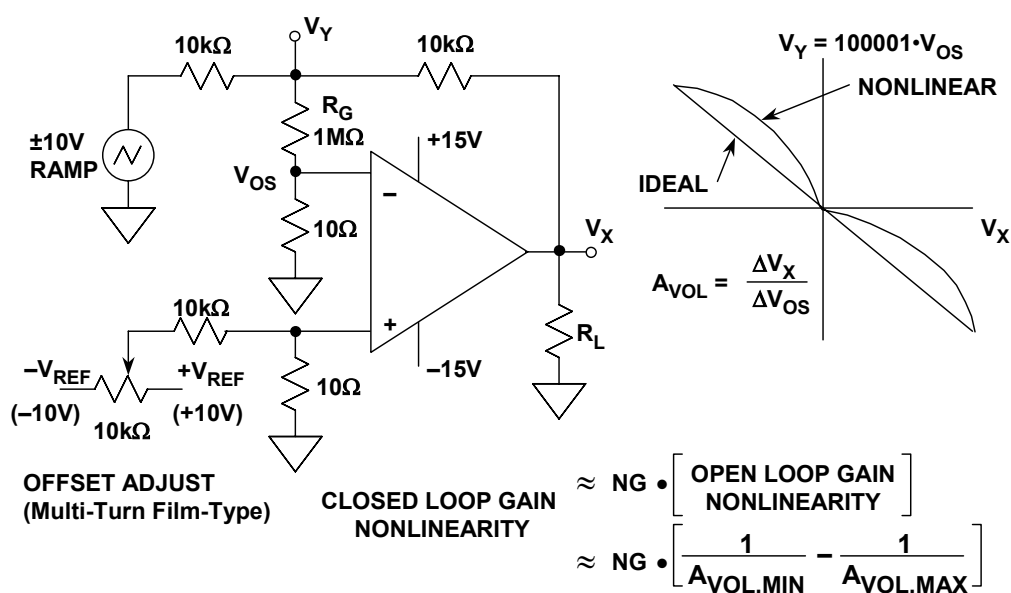 V_Y
10kΩ
10kΩ
R_G
1MΩ
±10V
RAMP
V_OS
10Ω
+15V
–
+
–15V
V_X
R_L
10kΩ
10Ω
–V_REF
(–10V)
+V_REF
(+10V)
10kΩ
OFFSET ADJUST
(Multi-Turn Film-Type)
V_Y = 100001•V_OS
NONLINEAR
IDEAL
V_X
A_VOL = ΔV_X / ΔV_OS
CLOSED LOOP GAIN
NONLINEARITY
≈ NG • [ OPEN LOOP GAIN
NONLINEARITY ]
≈ NG • [ 1 / A_VOL,MIN – 1 / A_VOL,MAX ]